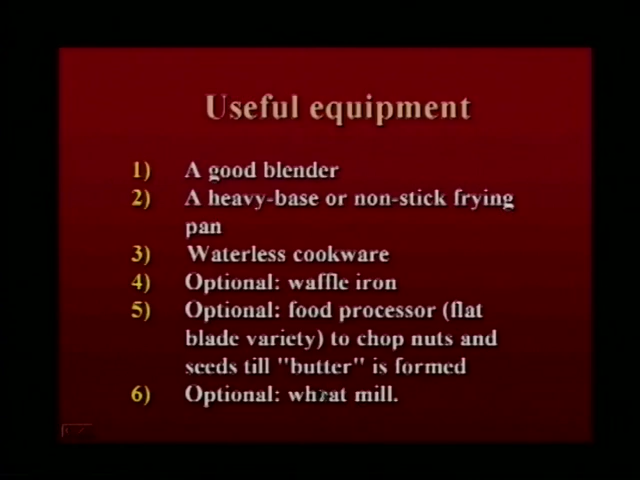 Useful equipment
1) A good blender
2) A heavy-base or non-stick frying
pan
3) Waterless cookware
4) Optional: waffle iron
5) Optional: food processor (flat
blade variety) to chop nuts and
seeds till "butter" is formed
6) Optional: wheat mill.